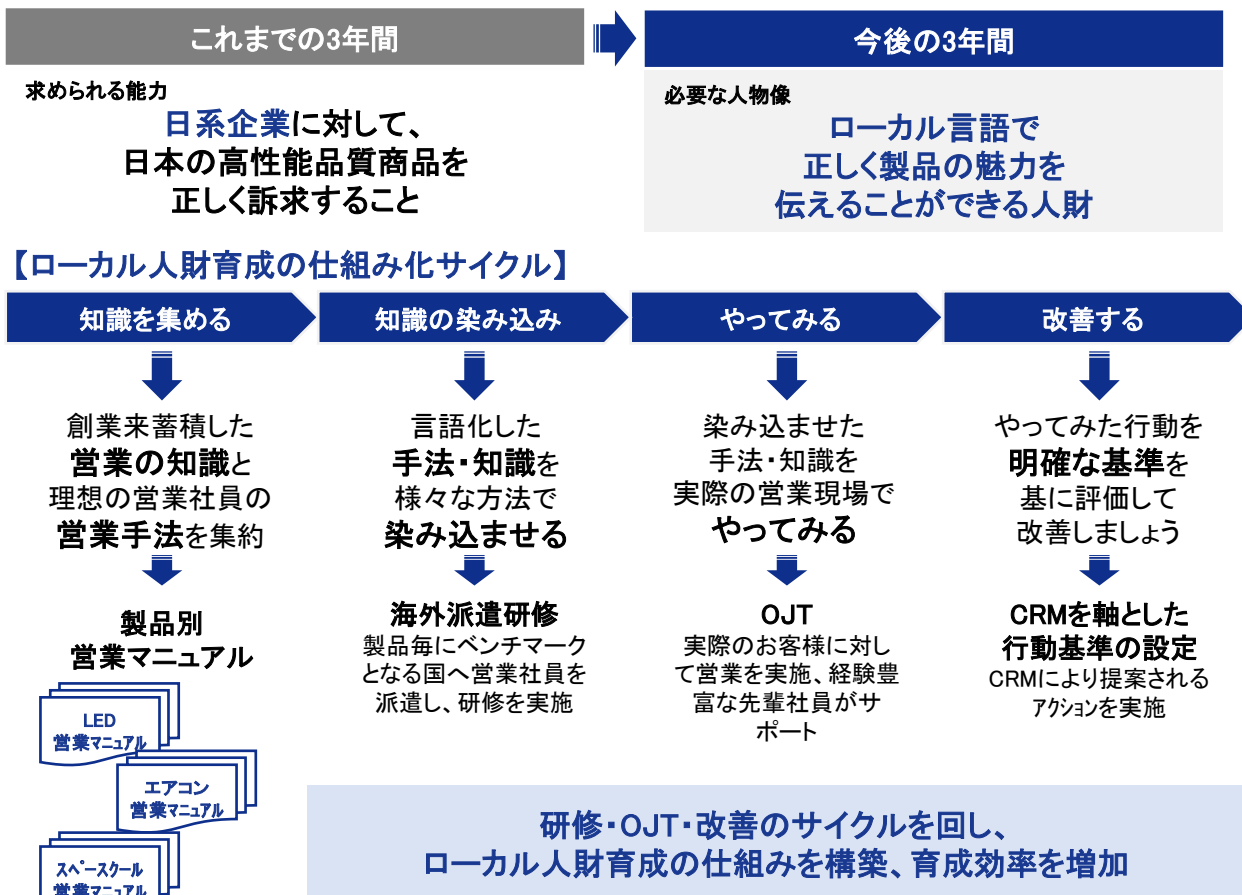 これまでの3年間
今後の3年間
求められる能力
日系企業に対して、
日本の高性能品質商品を
正しく訴求すること
必要な人物像
ローカル言語で
正しく製品の魅力を
伝えることができる人財
【ローカル人財育成の仕組み化サイクル】
知識を集める
知識の染み込み
やってみる
改善する
創業来蓄積した
営業の知識と
理想の営業社員の
営業手法を集約
言語化した
手法・知識を
様々な方法で
染み込ませる
染み込ませた
手法・知識を
実際の営業現場で
やってみる
やってみた行動を
明確な基準を
基に評価して
改善しましょう
製品別
営業マニュアル
海外派遣研修
製品毎にベンチマーク
となる国へ営業社員を
派遣し、研修を実施
OJT
実際のお客様に対し
て営業を実施、経験豊
富な先輩社員がサ
ポート
CRMを軸とした
行動基準の設定
CRMにより提案される
ｱｸｼｮﾝを実施
LED
営業ﾏﾆｭｱﾙ
エアコン
営業ﾏﾆｭｱﾙ
ｽﾍﾟｰｽｸｰﾙ
営業ﾏﾆｭｱﾙ
研修・OJT・改善のサイクルを回し、
ローカル人財育成の仕組みを構築、育成効率を増加